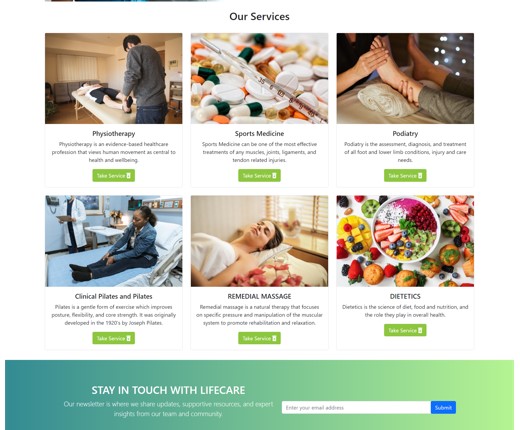 Our Services
Physiotherapy
Physiotherapy is an evidence-based healthcare
profession that views human movement as central to
health and wellbeing.
Take Service
Sports Medicine
Sports Medicine can be one of the most effective
treatments of any muscles, joints, ligaments, and
tendon related injuries.
Take Service
Podiatry
Podiatry is the assessment, diagnosis, and treatment
of all foot and lower limb conditions, injury and care
needs.
Take Service
Clinical Pilates and Pilates
Pilates is a gentle form of exercise which improves
posture, flexibility, and core strength. It was originally
developed in the 1920's by Joseph Pilates.
Take Service
REMEDIAL MASSAGE
Remedial massage is a natural therapy that focuses
on specific pressure and manipulation of the muscular
system to promote rehabilitation and relaxation.
Take Service
DIETETICS
Dietetics is the science of diet, food and nutrition, and
the role they play in overall health.
Take Service
STAY IN TOUCH WITH LIFECARE
Our newsletter is where we share updates, supportive resources, and expert
insights from our team and community.
Enter your email address
Submit